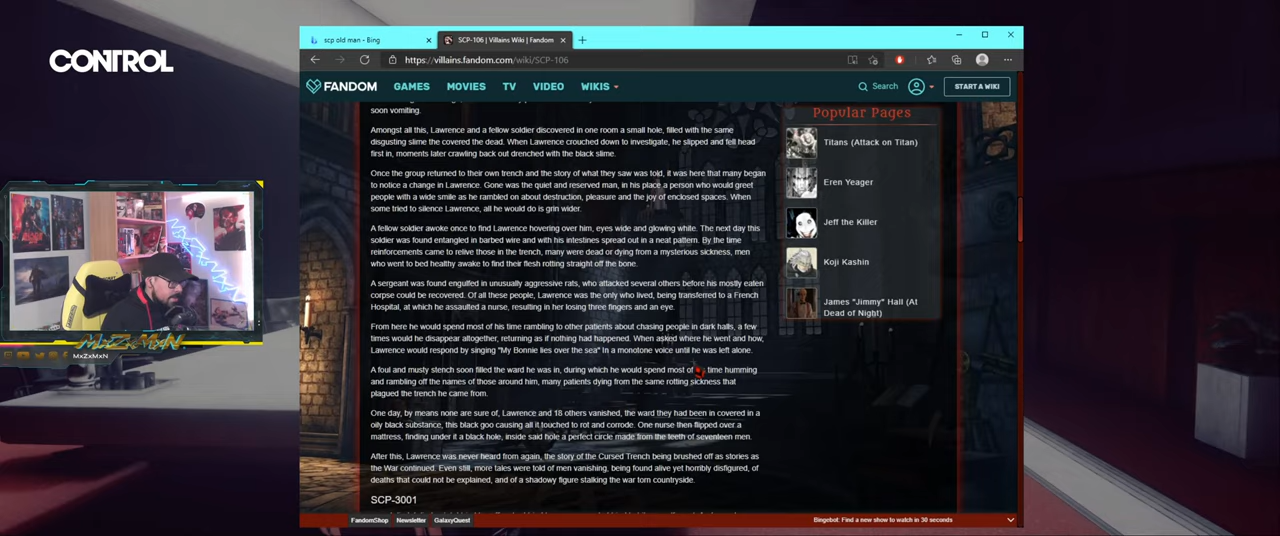 CONTROL
scp old man - Bing
SCP-106 | Villains Wiki | Fandom
https://villains.fandom.com/wiki/SCP-106
FANDOM
GAMES
MOVIES
TV
VIDEO
WIKIS
Search
START A WIKI
soon vomiting.
Amongst all this, Lawrence and a fellow soldier discovered in one room a small hole, filled with the same
disgusting slime the covered the dead. When Lawrence crouched down to investigate, he slipped and fell head
first in, moments later crawling back out drenched with the black slime.
Once the group returned to their own trench and the story of what they saw was told, it was here that many began
to notice a change in Lawrence. Gone was the quiet and reserved man, in his place a person who would greet
people with a wide smile as he rambled on about destruction, pleasure and the joy of enclosed spaces. When
some tried to silence Lawrence, all he would do is grin wider.
A fellow soldier awoke once to find Lawrence hovering over him, eyes wide and glowing white. The next day this
soldier was found entangled in barbed wire and with his intestines spread out in a neat pattern. By the time
reinforcements came to relive those in the trench, many were dead or dying from a mysterious sickness, men
who went to bed healthy awake to find their flesh rotting straight off the bone.
A sergeant was found engulfed in unusually aggressive rats, who attacked several others before his mostly eaten
corpse could be recovered. Of all these people, Lawrence was the only who lived, being transferred to a French
Hospital, at which he assaulted a nurse, resulting in her losing three fingers and an eye.
From here he would spend most of his time rambling to other patients about chasing people in dark halls, a few
times would he disappear altogether, returning as if nothing had happened. When asked where he went and how,
Lawrence would respond by singing "My Bonnie lies over the sea" In a monotone voice until he was left alone.
A foul and musty stench soon filled the ward he was in, during which he would spend most of time humming
and rambling off the names of those around him, many patients dying from the same rotting sickness that
plagued the trench he came from.
One day, by means none are sure of, Lawrence and 18 others vanished, the ward they had been in covered in a
oily black substance, this black goo causing all it touched to rot and corrode. One nurse then flipped over a
mattress, finding under it a black hole, inside said hole a perfect circle made from the teeth of seventeen men.
After this, Lawrence was never heard from again, the story of the Cursed Trench being brushed off as stories as
the War continued. Even still, more tales were told of men vanishing, being found alive yet horribly disfigured, of
deaths that could not be explained, and of a shadowy figure stalking the war torn countryside.
SCP-3001
Popular Pages
Titans (Attack on Titan)
Eren Yeager
Jeff the Killer
Koji Kashin
James "Jimmy" Hall (At
Dead of Night)
FandomShop
Newsletter
GalaxyQuest
Bingebot: Find a new show to watch in 30 seconds
MxZxMxN
MxZxMxN